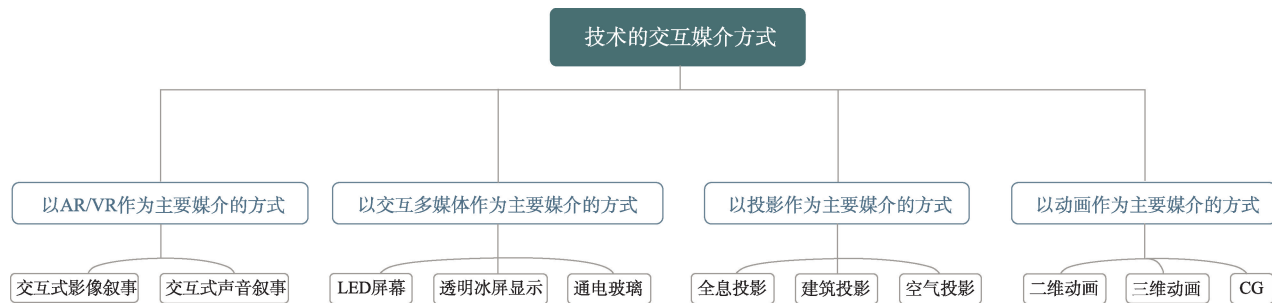 技术的交互媒介方式
以AR/VR作为主要媒介的方式
以交互多媒体作为主要媒介的方式
以投影作为主要媒介的方式
以动画作为主要媒介的方式
交互式影像叙事
交互式声音叙事
LED屏幕
透明冰屏显示
通电玻璃
全息投影
建筑投影
空气投影
二维动画
三维动画
CG